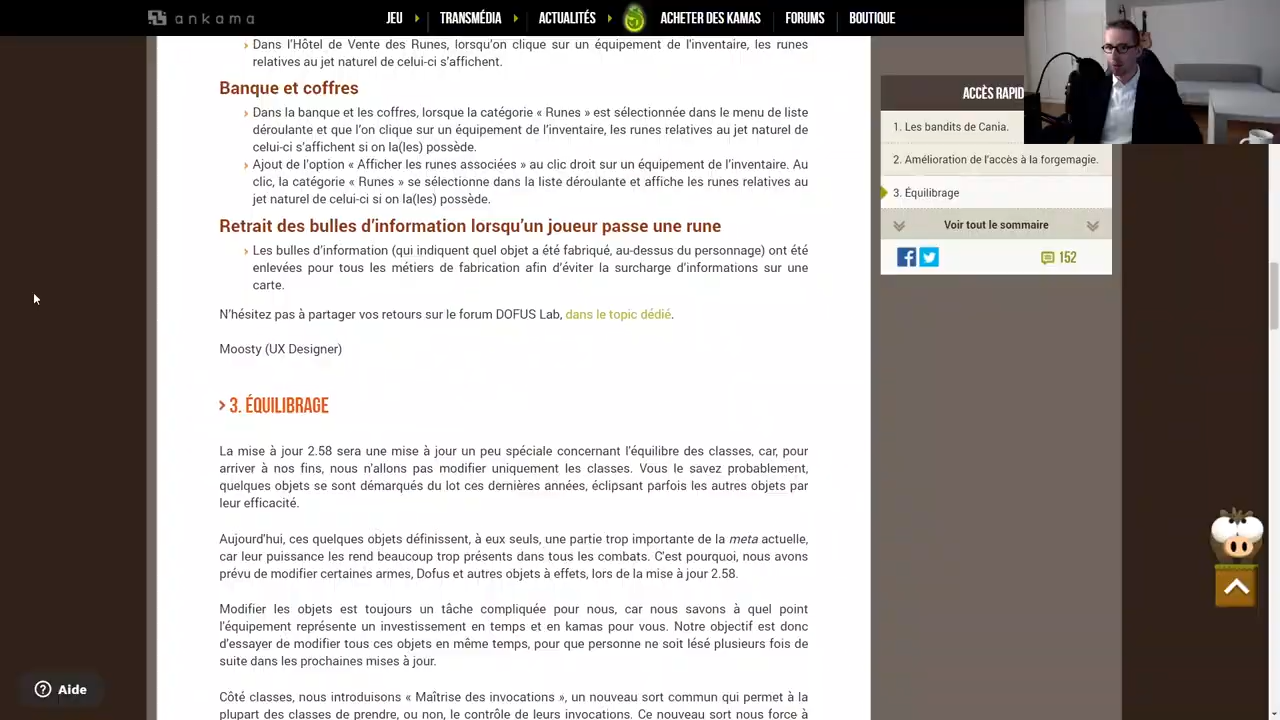 ankama
JEU
TRANSMÉDIA
ACTUALITÉS
ACHETER DES KAMAS
FORUMS
BOUTIQUE
Dans l'Hôtel de Vente des Runes, lorsqu'on clique sur un équipement de l'inventaire, les runes
relatives au jet naturel de celui-ci s'affichent.
Banque et coffres
Dans la banque et les coffres, lorsque la catégorie « Runes » est sélectionnée dans le menu de liste
déroulante et que l'on clique sur un équipement de l'inventaire, les runes relatives au jet naturel de
celui-ci s'affichent si on la(les) possède.
Ajout de l'option « Afficher les runes associées » au clic droit sur un équipement de l'inventaire. Au
clic, la catégorie « Runes » se sélectionne dans la liste déroulante et affiche les runes relatives au
jet naturel de celui-ci si on la(les) possède.
Retrait des bulles d'information lorsqu'un joueur passe une rune
Les bulles d'information (qui indiquent quel objet a été fabriqué, au-dessus du personnage) ont été
enlevées pour tous les métiers de fabrication afin d'éviter la surcharge d'informations sur une
carte.
N'hésitez pas à partager vos retours sur le forum DOFUS Lab, dans le topic dédié.
Moosty (UX Designer)
3. ÉQUILIBRAGE
La mise à jour 2.58 sera une mise à jour un peu spéciale concernant l'équilibre des classes, car, pour
arriver à nos fins, nous n'allons pas modifier uniquement les classes. Vous le savez probablement,
quelques objets se sont démarqués du lot ces dernières années, éclipsant parfois les autres objets par
leur efficacité.
Aujourd'hui, ces quelques objets définissent, à eux seuls, une partie trop importante de la meta actuelle,
car leur puissance les rend beaucoup trop présents dans tous les combats. C'est pourquoi, nous avons
prévu de modifier certaines armes, Dofus et autres objets à effets, lors de la mise à jour 2.58.
Modifier les objets est toujours un tâche compliquée pour nous, car nous savons à quel point
l'équipement représente un investissement en temps et en kamas pour vous. Notre objectif est donc
d'essayer de modifier tous ces objets en même temps, pour que personne ne soit lésé plusieurs fois de
suite dans les prochaines mises à jour.
Côté classes, nous introduisons « Maîtrise des invocations », un nouveau sort commun qui permet à la
plupart des classes de prendre, ou non, le contrôle de leurs invocations. Ce nouveau sort nous force à
ACCÈS RAPID
1. Les bandits de Cania.
2. Amélioration de l'accès à la forgemagie.
3. Équilibrage
Voir tout le sommaire
152
Aide